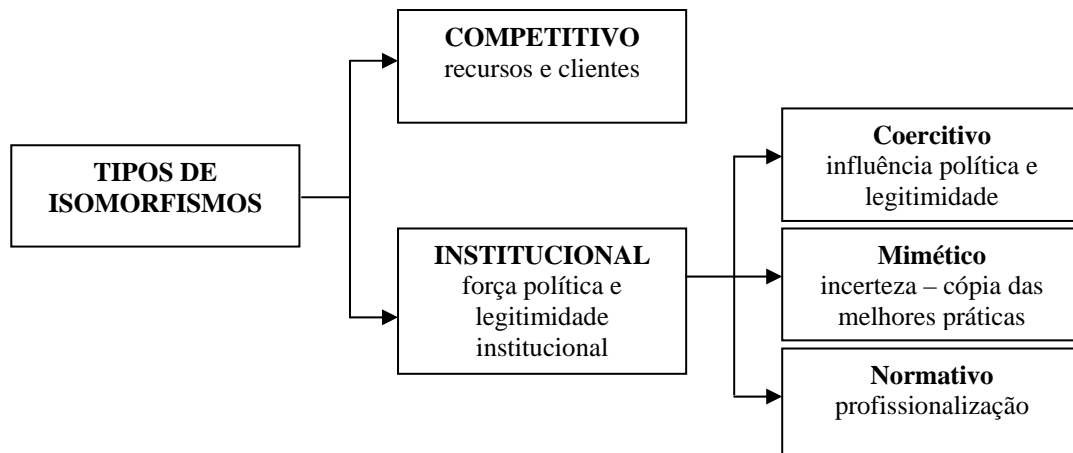 COMPETITIVO
recursos e clientes
TIPOS DE
ISOMORFISMOS
INSTITUCIONAL
força política e
legitimidade
institucional
Coercitivo
influência política e
legitimidade
Mimético
incerteza – cópia das
melhores práticas
Normativo
profissionalização